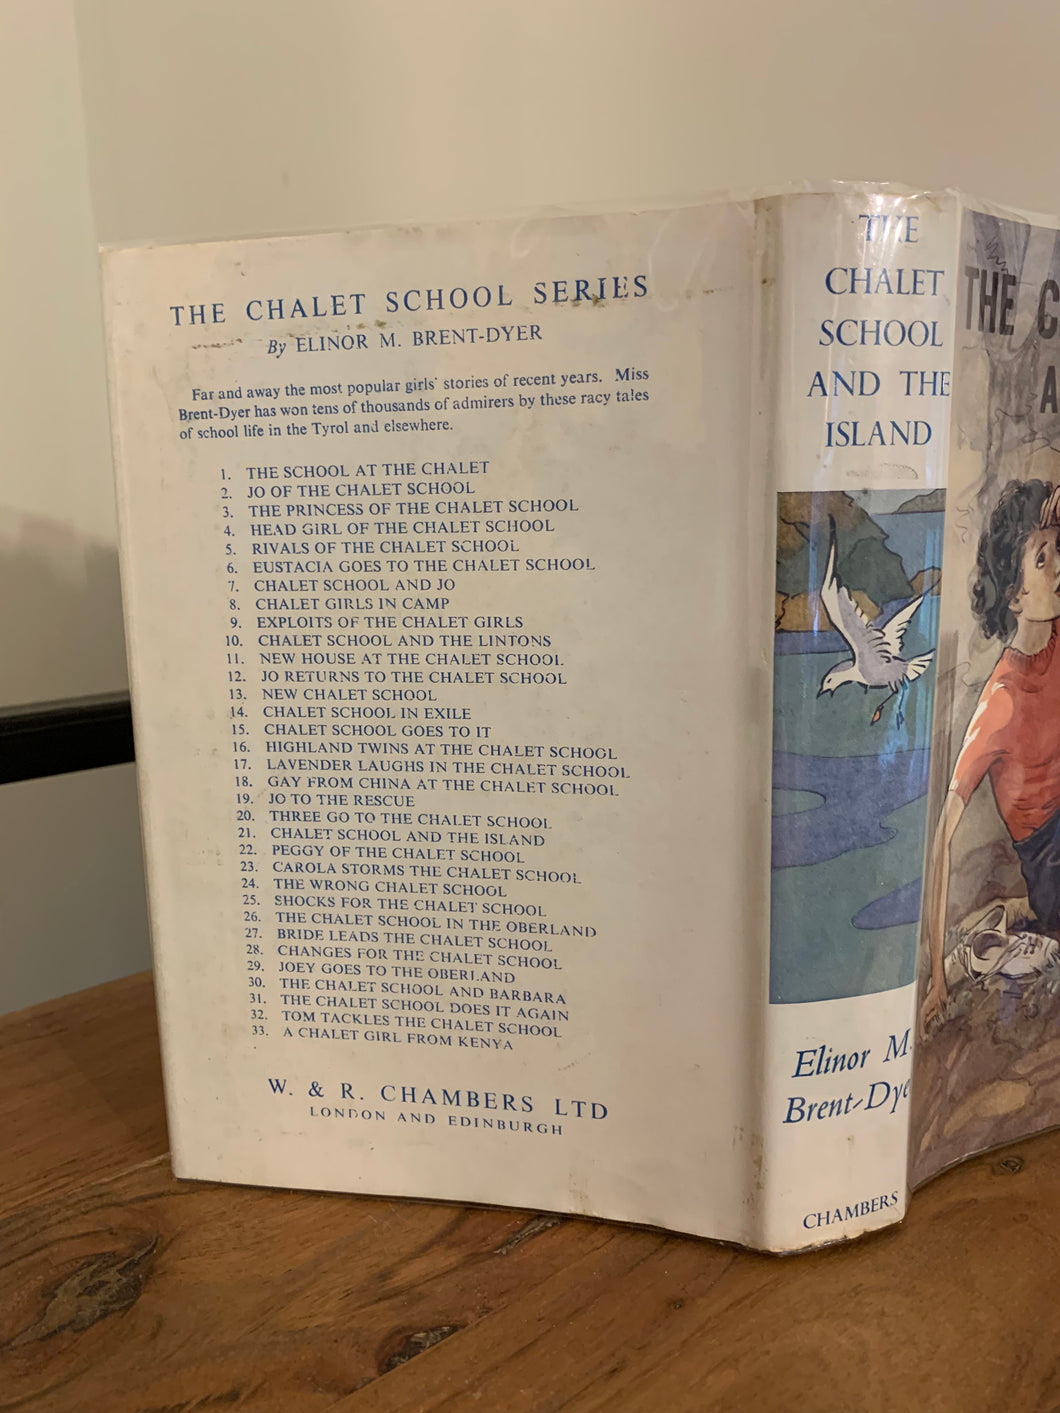 THE CHALET SCHOOL SERIES
By ELINOR M. BRENT-DYER
Far and away the most popular girls' stories of recent years. Miss
Brent-Dyer has won tens of thousands of admirers by these racy tales
of school life in the Tyrol and elsewhere.
1. THE SCHOOL AT THE CHALET
2. JO OF THE CHALET SCHOOL
3. THE PRINCESS OF THE CHALET SCHOOL
4. HEAD GIRL OF THE CHALET SCHOOL
5. RIVALS OF THE CHALET SCHOOL
6. EUSTACIA GOES TO THE CHALET SCHOOL
7. CHALET SCHOOL AND JO
8. CHALET GIRLS IN CAMP
9. EXPLOITS OF THE CHALET GIRLS
10. CHALET SCHOOL AND THE LINTONS
11. NEW HOUSE AT THE CHALET SCHOOL
12. JO RETURNS TO THE CHALET SCHOOL
13. NEW CHALET SCHOOL
14. CHALET SCHOOL IN EXILE
15. CHALET SCHOOL GOES TO IT
16. HIGHLAND TWINS AT THE CHALET SCHOOL
17. LAVENDER LAUGHS IN THE CHALET SCHOOL
18. GAY FROM CHINA AT THE CHALET SCHOOL
19. JO TO THE RESCUE
20. THREE GO TO THE CHALET SCHOOL
21. CHALET SCHOOL AND THE ISLAND
22. PEGGY OF THE CHALET SCHOOL
23. CAROLA STORMS THE CHALET SCHOOL
24. THE WRONG CHALET SCHOOL
25. SHOCKS FOR THE CHALET SCHOOL
26. THE CHALET SCHOOL IN THE OBERLAND
27. BRIDE LEADS THE CHALET SCHOOL
28. CHANGES FOR THE CHALET SCHOOL
29. JOEY GOES TO THE OBERLAND
30. THE CHALET SCHOOL AND BARBARA
31. THE CHALET SCHOOL DOES IT AGAIN
32. TOM TACKLES THE CHALET SCHOOL
33. A CHALET GIRL FROM KENYA
W. & R. CHAMBERS LTD
LONDON AND EDINBURGH
THE
CHALET
SCHOOL
AND THE
ISLAND
Elinor M.
Brent-Dye
CHAMBERS
THE C
A